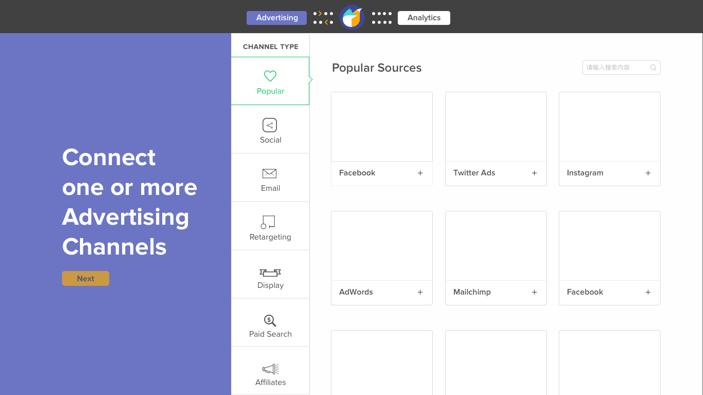 Advertising
Analytics
Connect
one or more
Advertising
Channels
Next
CHANNEL TYPE
Popular
Social
Email
Retargeting
Display
Paid Search
Affiliates
Popular Sources
请输入搜索内容
Facebook +
Twitter Ads +
Instagram +
AdWords +
Mailchimp +
Facebook +